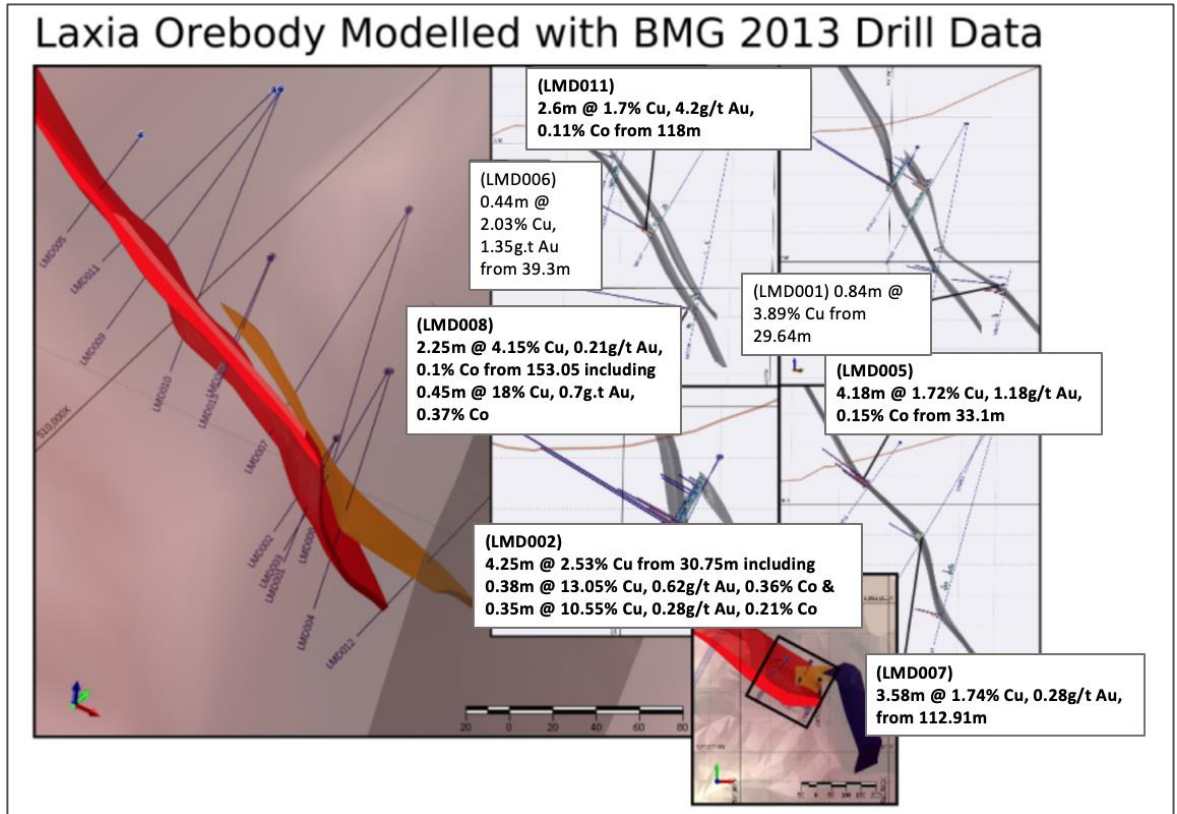 Laxia Orebody Modelled with BMG 2013 Drill Data
(LMD011)
2.6m @ 1.7% Cu, 4.2g/t Au,
0.11% Co from 118m
(LMD006)
0.44m @
2.03% Cu,
1.35g.t Au
from 39.3m
(LMD001) 0.84m @
3.89% Cu from
29.64m
(LMD008)
2.25m @ 4.15% Cu, 0.21g/t Au,
0.1% Co from 153.05 including
0.45m @ 18% Cu, 0.7g.t Au,
0.37% Co
(LMD005)
4.18m @ 1.72% Cu, 1.18g/t Au,
0.15% Co from 33.1m
(LMD002)
4.25m @ 2.53% Cu from 30.75m including
0.38m @ 13.05% Cu, 0.62g/t Au, 0.36% Co &
0.35m @ 10.55% Cu, 0.28g/t Au, 0.21% Co
(LMD007)
3.58m @ 1.74% Cu, 0.28g/t Au,
from 112.91m
LMD005
LMD011
LMD009
LMD010
LMD013
LMD007
LMD002
LMD003
LMD001
LMD008
LMD004
LMD012
510,000X
20 0 20 40 60 80